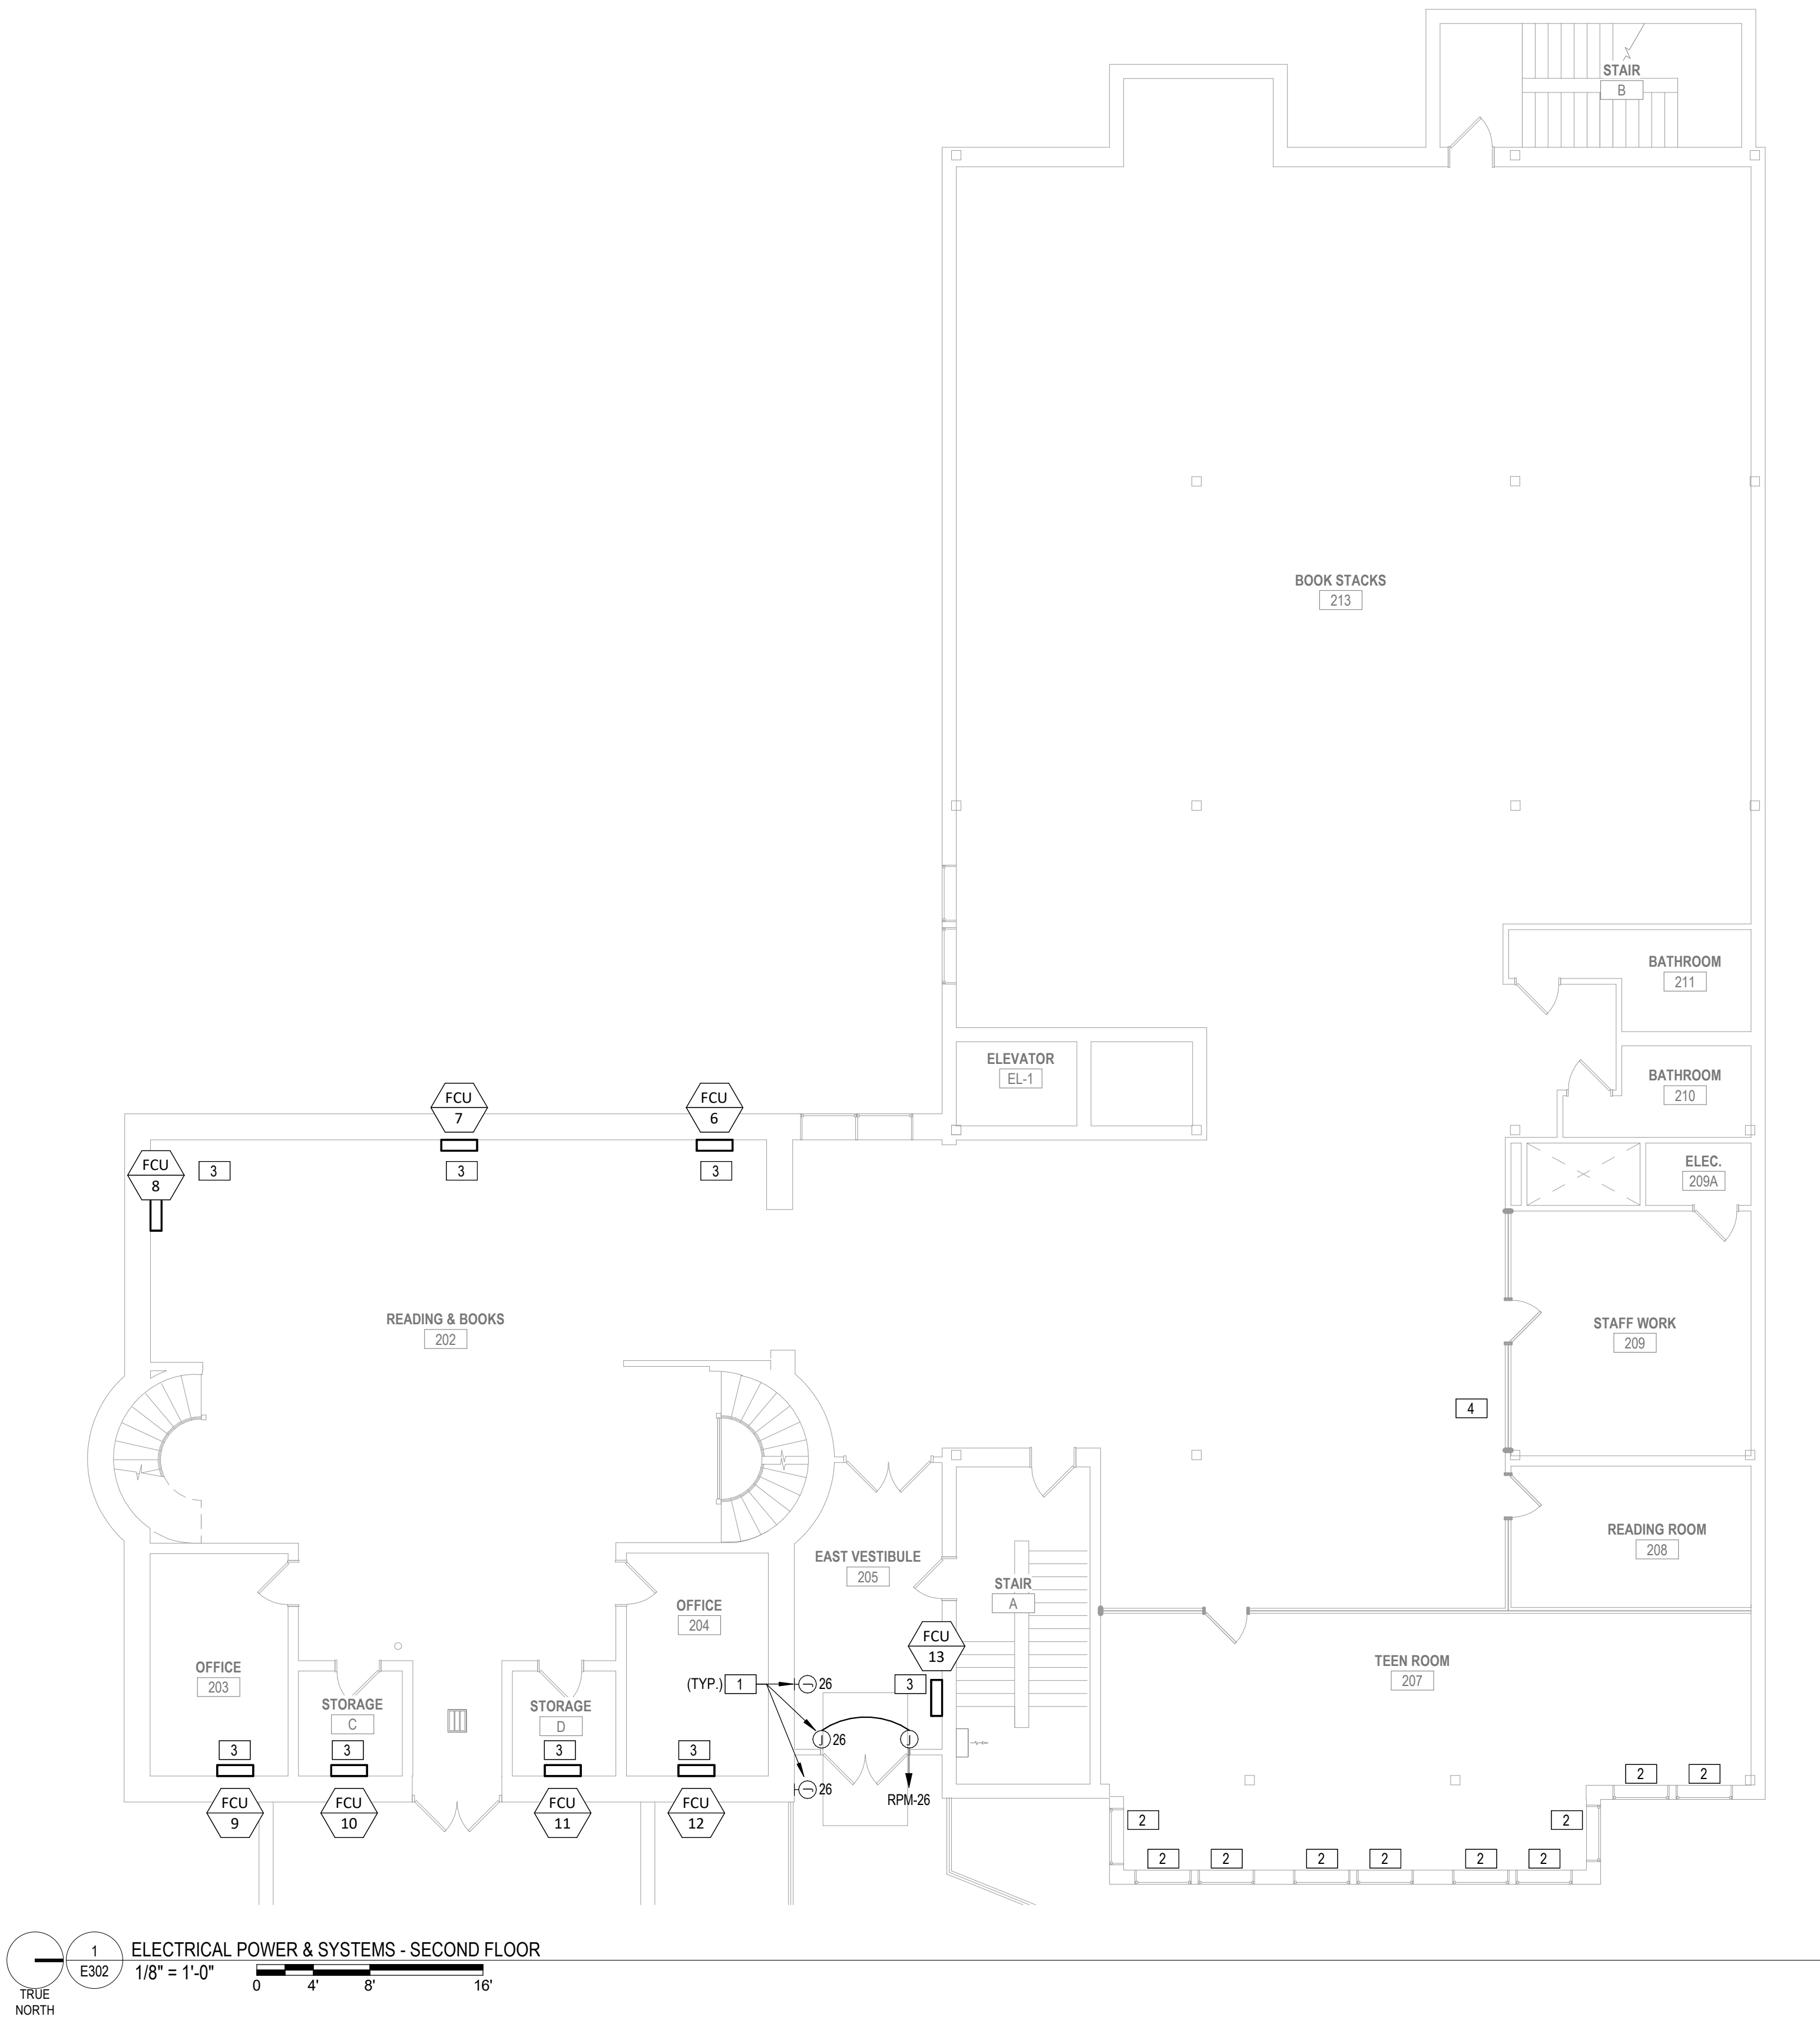 STAIR
B
BOOK STACKS
213
BATHROOM
211
ELEVATOR
EL-1
BATHROOM
210
FCU
7
FCU
6
FCU
8
3
3
3
ELEC.
209A
READING & BOOKS
202
STAFF WORK
209
4
READING ROOM
208
EAST VESTIBULE
205
STAIR
A
OFFICE
204
FCU
13
OFFICE
203
TEEN ROOM
207
(TYP.) 1
26
3
STORAGE
C
STORAGE
D
J 26
J
3
3
3
3
26
RPM-26
2
2
FCU
9
FCU
10
FCU
11
FCU
12
2
2
2
2
2
2
2
2
1
E302
ELECTRICAL POWER & SYSTEMS - SECOND FLOOR
1/8" = 1'-0"
0 4' 8' 16'
TRUE
NORTH